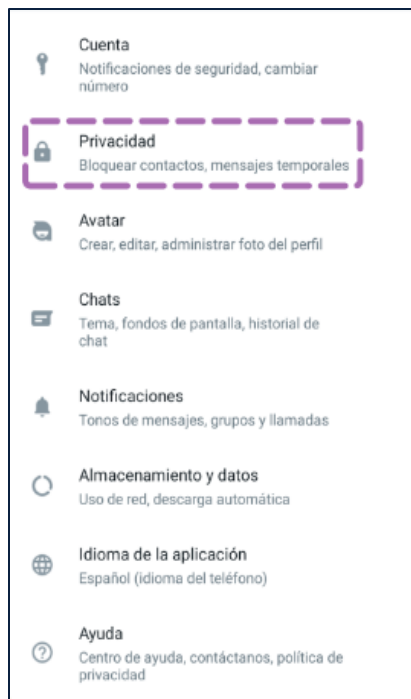 Cuenta
Notificaciones de seguridad, cambiar
número
Privacidad
Bloquear contactos, mensajes temporales
Avatar
Crear, editar, administrar foto del perfil
Chats
Tema, fondos de pantalla, historial de
chat
Notificaciones
Tonos de mensajes, grupos y llamadas
Almacenamiento y datos
Uso de red, descarga automática
Idioma de la aplicación
Español (idioma del teléfono)
Ayuda
Centro de ayuda, contáctanos, política de
privacidad